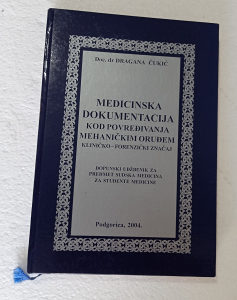 Doc. dr DRAGANA ČUKIĆ
MEDICINSKA
DOKUMENTACIJA
KOD POVREĐIVANJA
MEHANIČKIM ORUĐEM
KLINIČKO - FORENZIČKI ZNAČAJ
DOPUNSKI UDŽBENIK ZA
PREDMET SUDSKA MEDICINA
ZA STUDENTE MEDICINE
Podgorica, 2004.